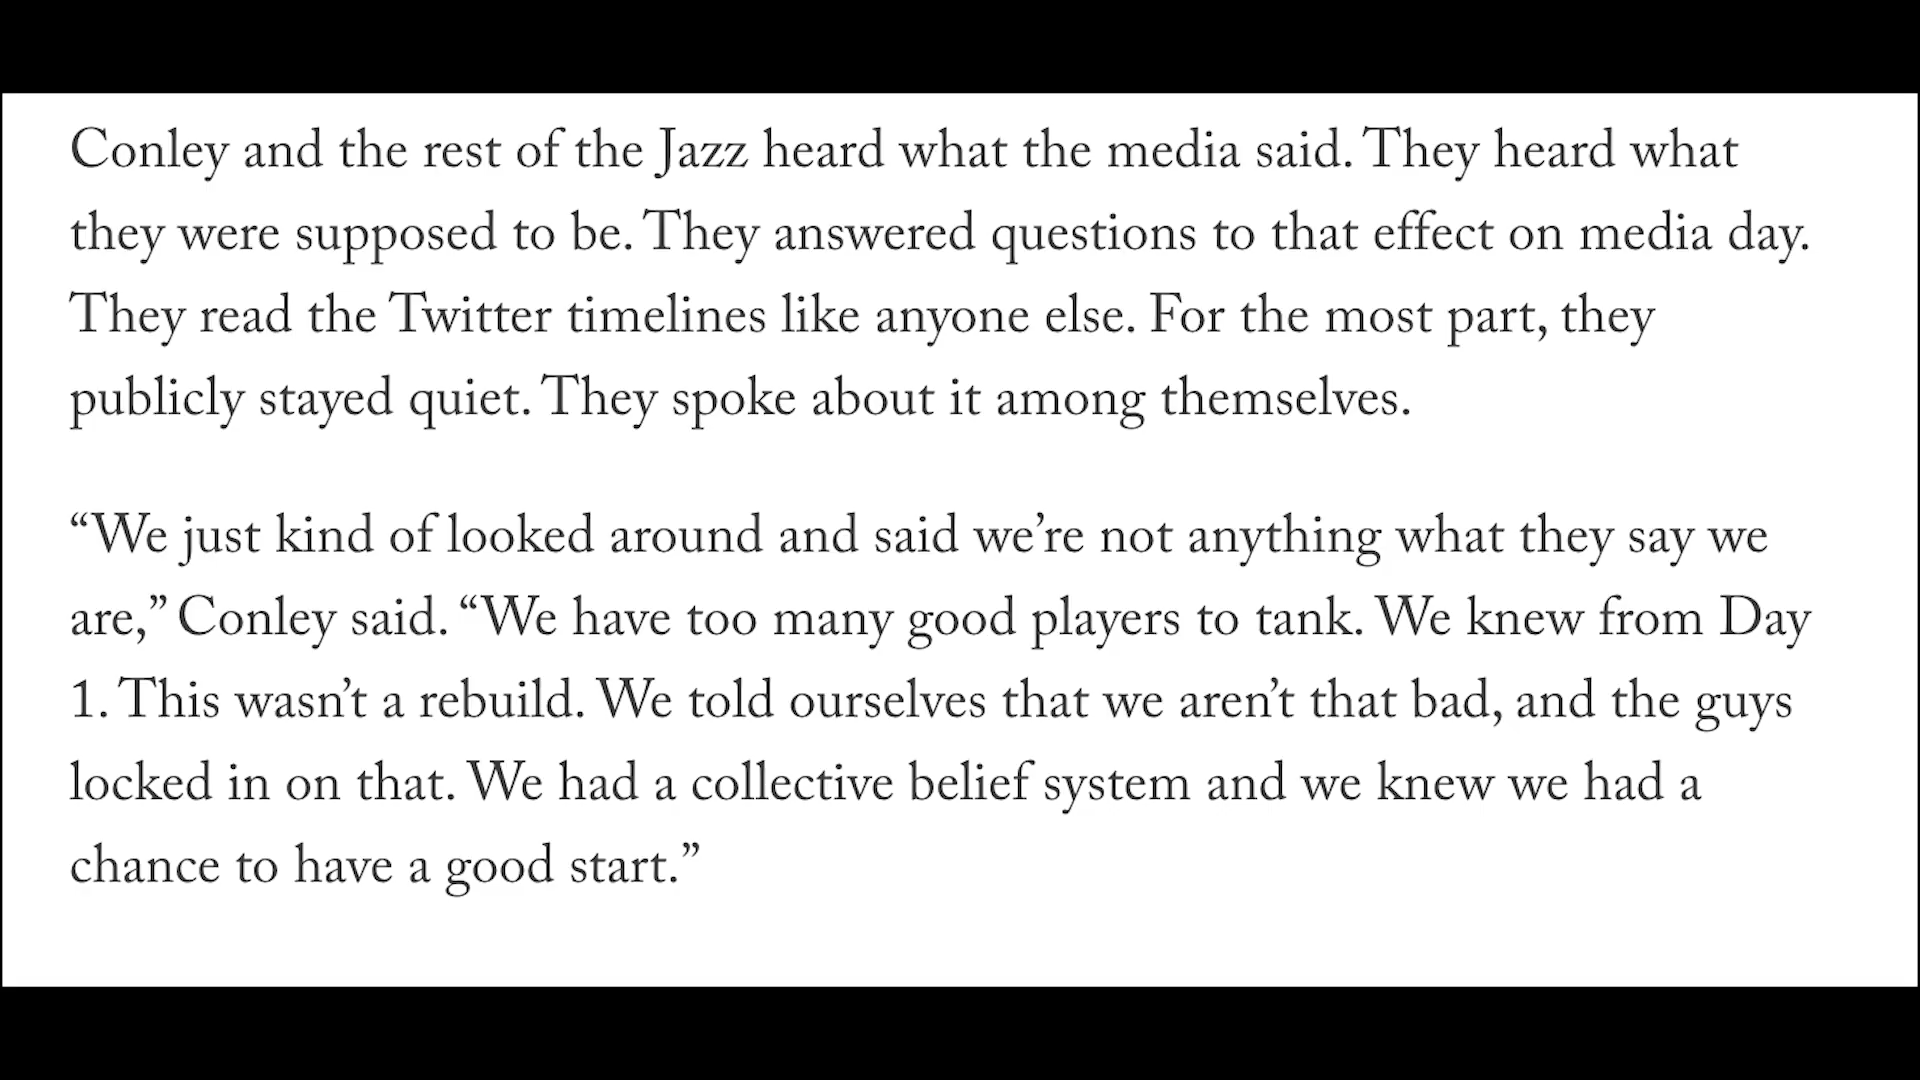 Conley and the rest of the Jazz heard what the media said. They heard what
they were supposed to be. They answered questions to that effect on media day.
They read the Twitter timelines like anyone else. For the most part, they
publicly stayed quiet. They spoke about it among themselves.
“We just kind of looked around and said we’re not anything what they say we
are,” Conley said. “We have too many good players to tank. We knew from Day
1. This wasn’t a rebuild. We told ourselves that we aren’t that bad, and the guys
locked in on that. We had a collective belief system and we knew we had a
chance to have a good start.”